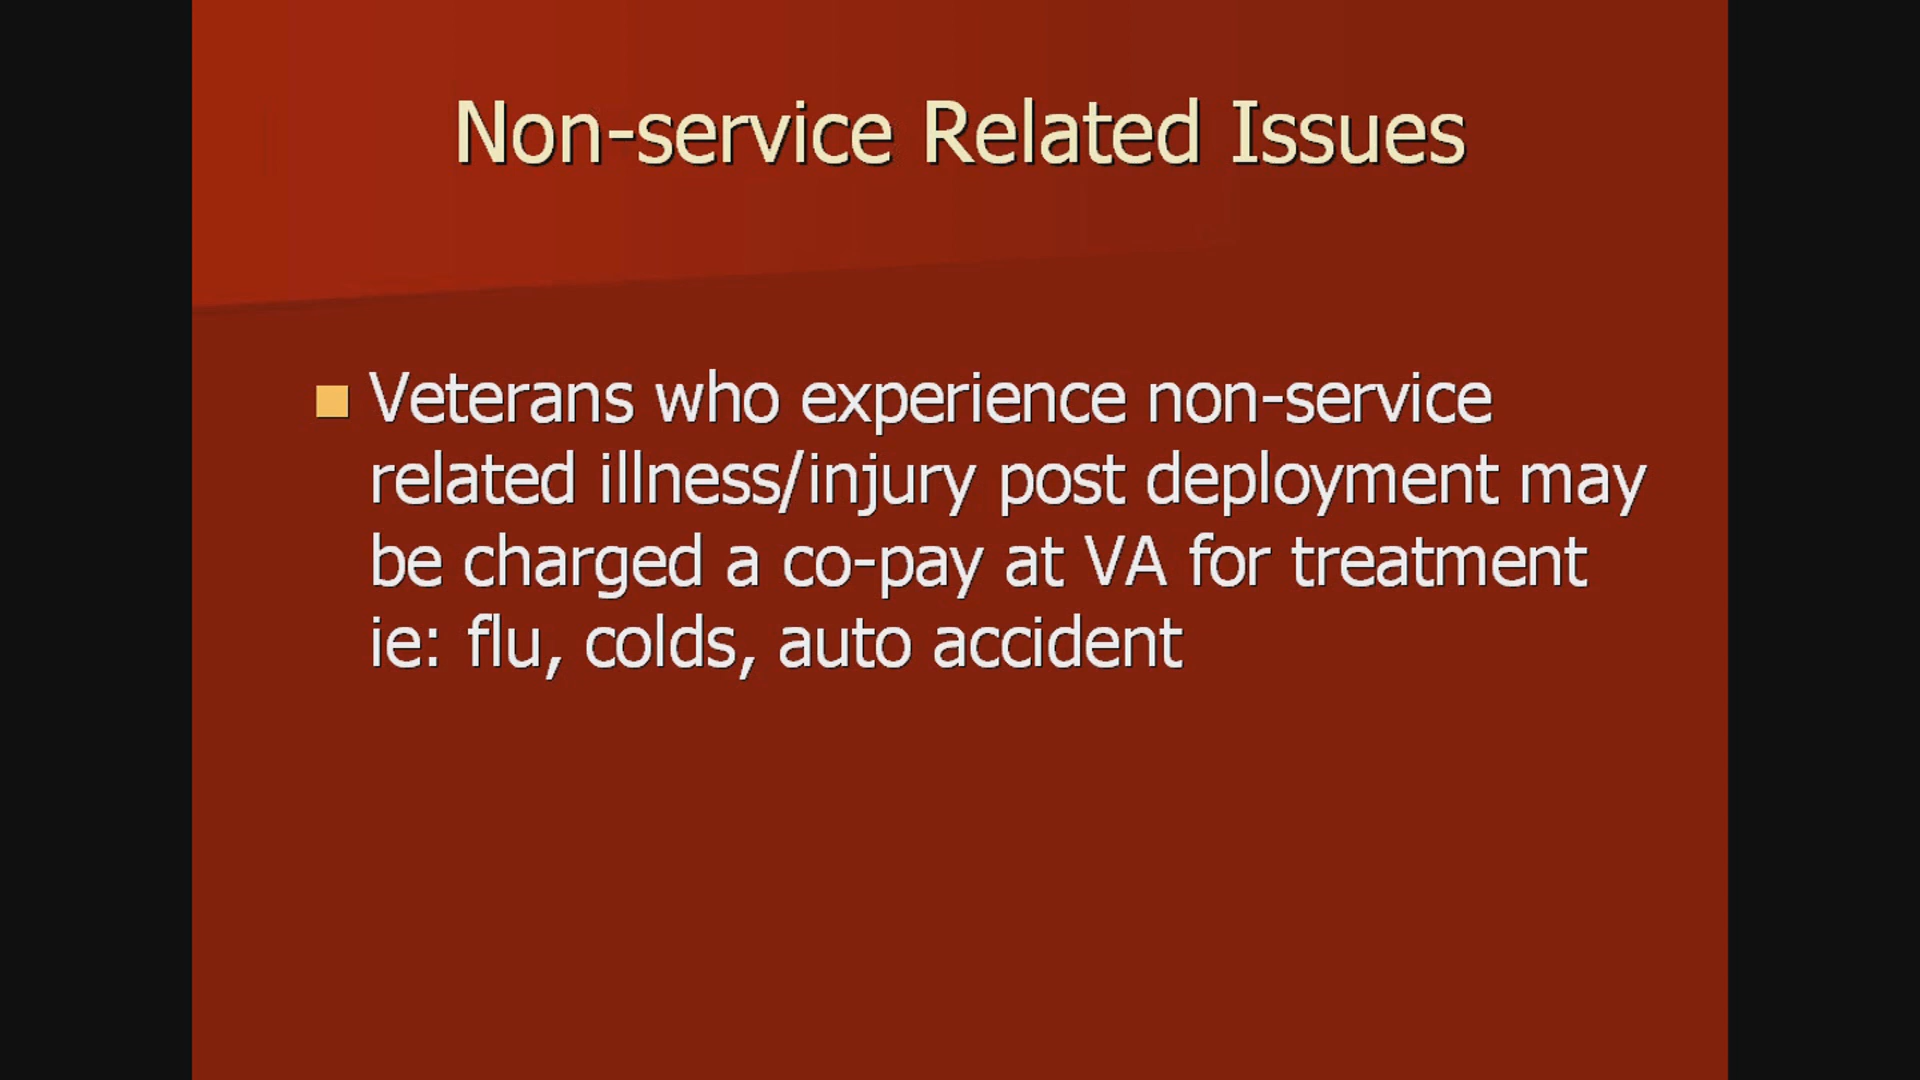 Non-service Related Issues
Veterans who experience non-service
related illness/injury post deployment may
be charged a co-pay at VA for treatment
ie: flu, colds, auto accident